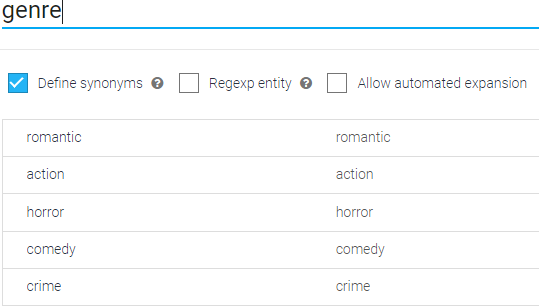 genre
Define synonyms ? Regexp entity ? Allow automated expansion
romantic romantic
action action
horror horror
comedy comedy
crime crime